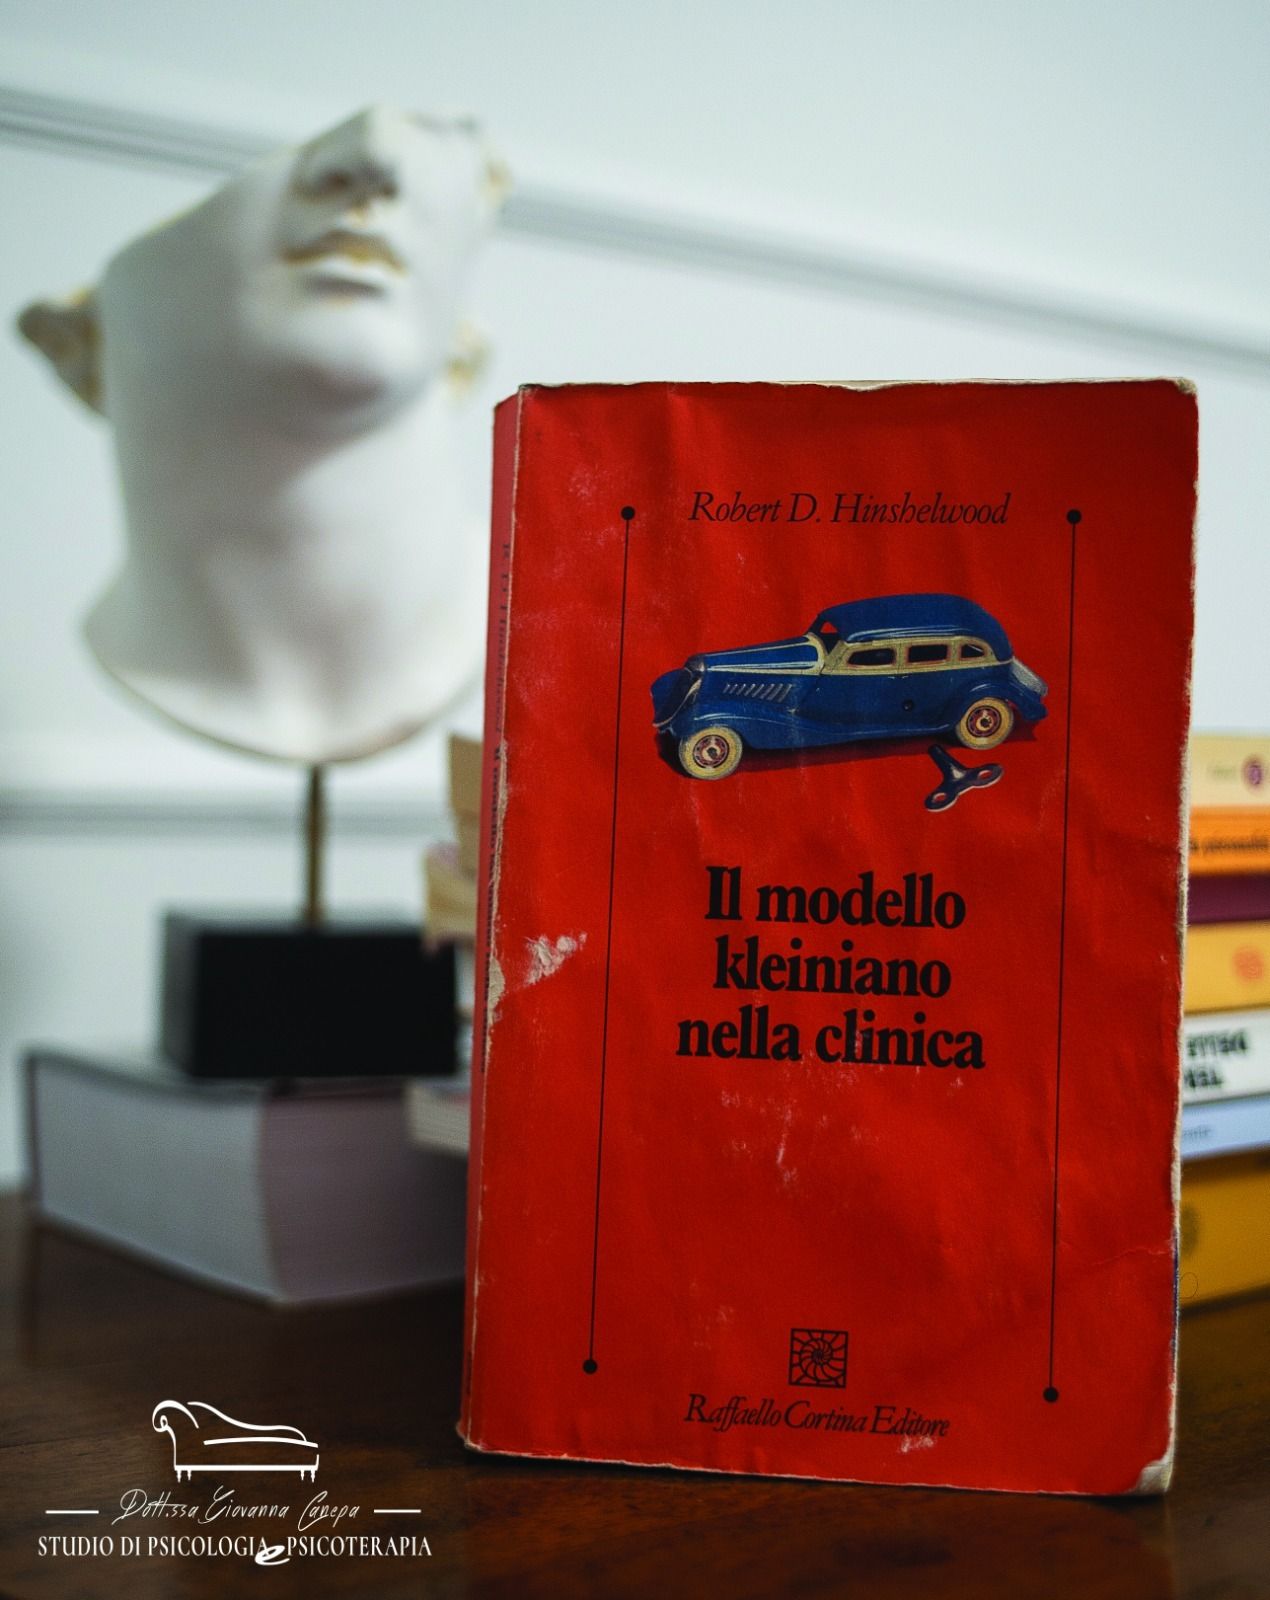 Robert D. Hinshelwood
Il modello
kleiniano
nella clinica
Raffaello Cortina Editore
Dott.ssa Giovanna Canepa
STUDIO DI PSICOLOGIA e PSICOTERAPIA